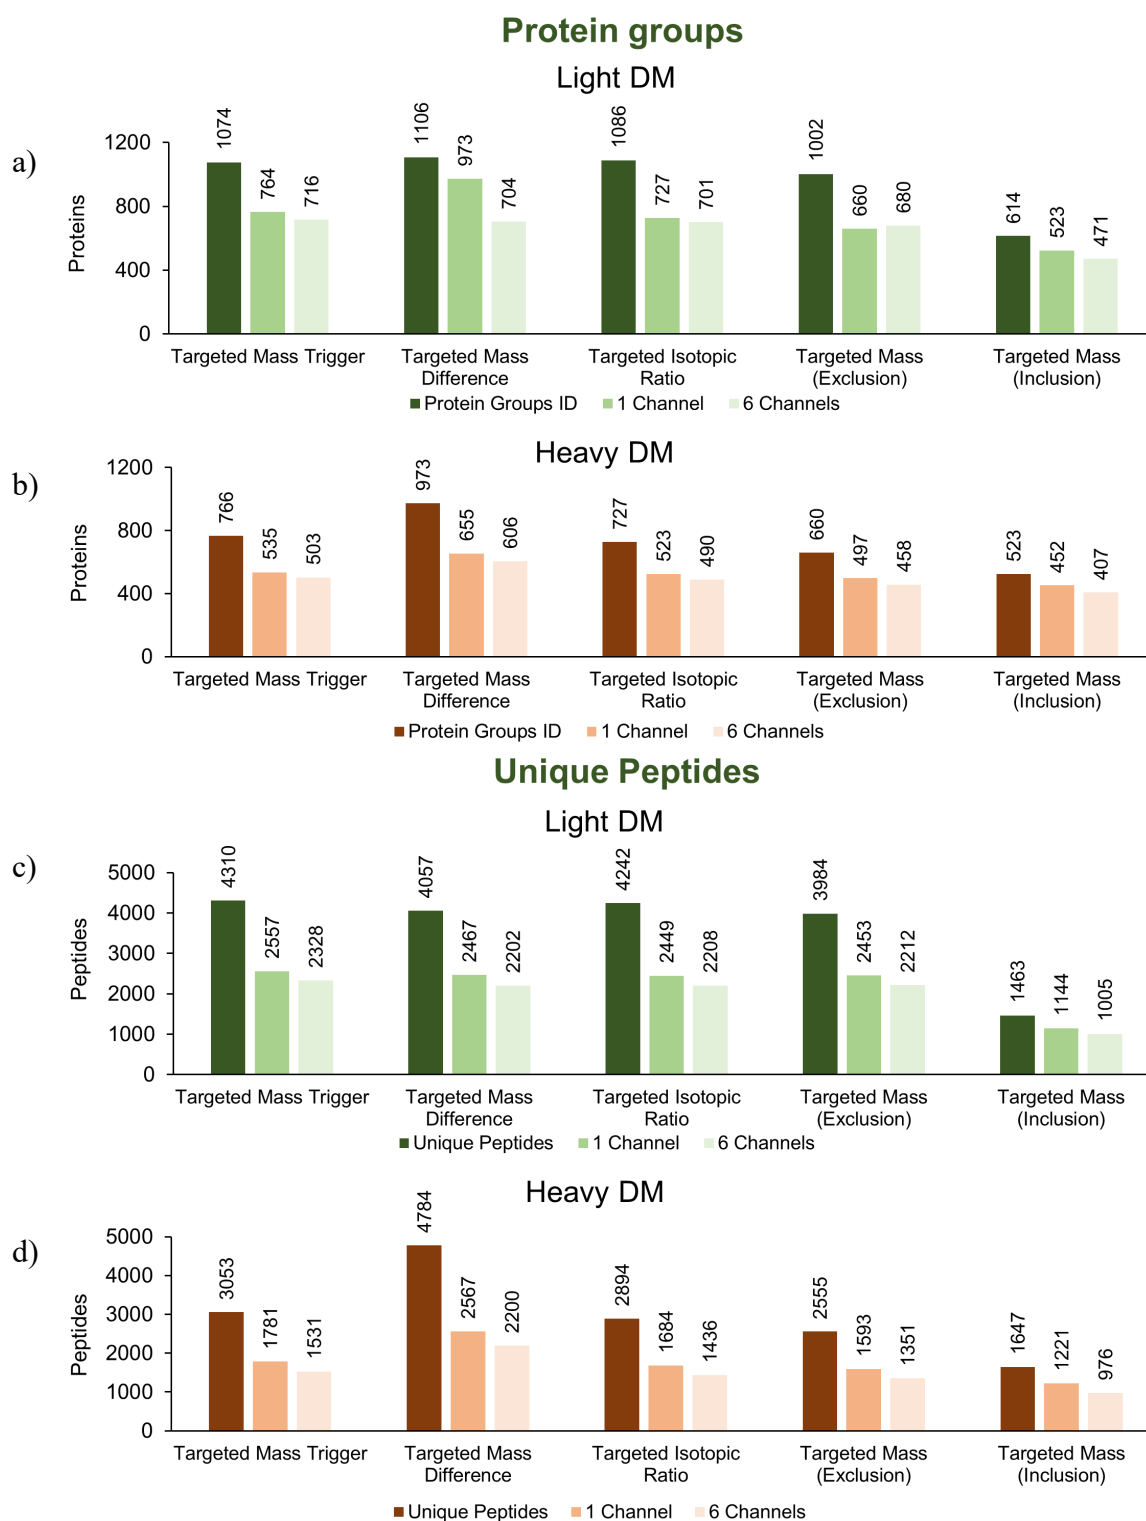 Protein groups
Light DM
a)
Proteins
1200
800
400
0
1074
764
716
1106
973
704
1086
727
701
1002
660
680
614
523
471
Targeted Mass Trigger
Targeted Mass
Difference
Targeted Isotopic
Ratio
Targeted Mass
(Exclusion)
Targeted Mass
(Inclusion)
Protein Groups ID
1 Channel
6 Channels
Heavy DM
b)
Proteins
1200
800
400
0
766
535
503
973
655
606
727
523
490
660
497
458
523
452
407
Targeted Mass Trigger
Targeted Mass
Difference
Targeted Isotopic
Ratio
Targeted Mass
(Exclusion)
Targeted Mass
(Inclusion)
Protein Groups ID
1 Channel
6 Channels
Unique Peptides
Light DM
c)
Peptides
5000
4000
3000
2000
1000
0
4310
2557
2328
4057
2467
2202
4242
2449
2208
3984
2453
2212
1463
1144
1005
Targeted Mass Trigger
Targeted Mass
Difference
Targeted Isotopic
Ratio
Targeted Mass
(Exclusion)
Targeted Mass
(Inclusion)
Unique Peptides
1 Channel
6 Channels
Heavy DM
d)
Peptides
5000
4000
3000
2000
1000
0
3053
1781
1531
4784
2567
2200
2894
1684
1436
2555
1593
1351
1647
1221
976
Targeted Mass Trigger
Targeted Mass
Difference
Targeted Isotopic
Ratio
Targeted Mass
(Exclusion)
Targeted Mass
(Inclusion)
Unique Peptides
1 Channel
6 Channels